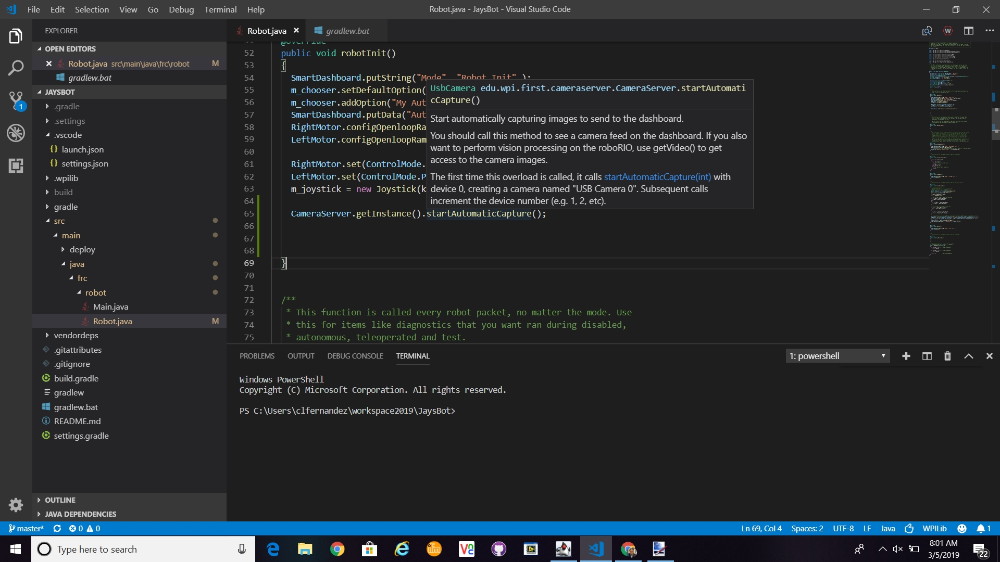 File Edit Selection View Go Debug Terminal Help
Robot.java - JaysBot - Visual Studio Code
EXPLORER
OPEN EDITORS
Robot.java src\main\java\frc\robot M
gradlew.bat
JAYSBOT
.gradle
.settings
.vscode
launch.json
settings.json
.wpilib
build
gradle
src
main
deploy
java
frc
robot
Main.java
Robot.java M
vendordeps
.gitattributes
.gitignore
build.gradle
gradlew
gradlew.bat
README.md
settings.gradle
OUTLINE
JAVA DEPENDENCIES
Robot.java
gradlew.bat
51 @Override
52 public void robotInit()
53 {
54 SmartDashboard.putString("Mode", "Robot Init" );
55 m_chooser.setDefaultOption(
56 m_chooser.addOption("My Aut
57 SmartDashboard.putData("Aut
58 RightMotor.configOpenloopRa
59 LeftMotor.configOpenloopRam
60
61 RightMotor.set(ControlMode.
62 LeftMotor.set(ControlMode.P
63 m_joystick = new Joystick(k
64
65 CameraServer.getInstance().startAutomaticCapture();
66
67
68
69 }
70
71
72 /**
73 * This function is called every robot packet, no matter the mode. Use
74 * this for items like diagnostics that you want ran during disabled,
75 * autonomous, teleoperated and test.
UsbCamera edu.wpi.first.cameraserver.CameraServer.startAutomati
cCapture()
Start automatically capturing images to send to the dashboard.
You should call this method to see a camera feed on the dashboard. If you also
want to perform vision processing on the roboRIO, use getVideo() to get
access to the camera images.
The first time this overload is called, it calls startAutomaticCapture(int) with
device 0, creating a camera named "USB Camera 0". Subsequent calls
increment the device number (e.g. 1, 2, etc).
PROBLEMS OUTPUT DEBUG CONSOLE TERMINAL
1: powershell
Windows PowerShell
Copyright (C) Microsoft Corporation. All rights reserved.
PS C:\Users\clfernandez\workspace2019\JaysBot>
master* 0 0
Ln 69, Col 4 Spaces: 2 UTF-8 LF Java WPILib 1
Type here to search
8:01 AM
3/5/2019
22